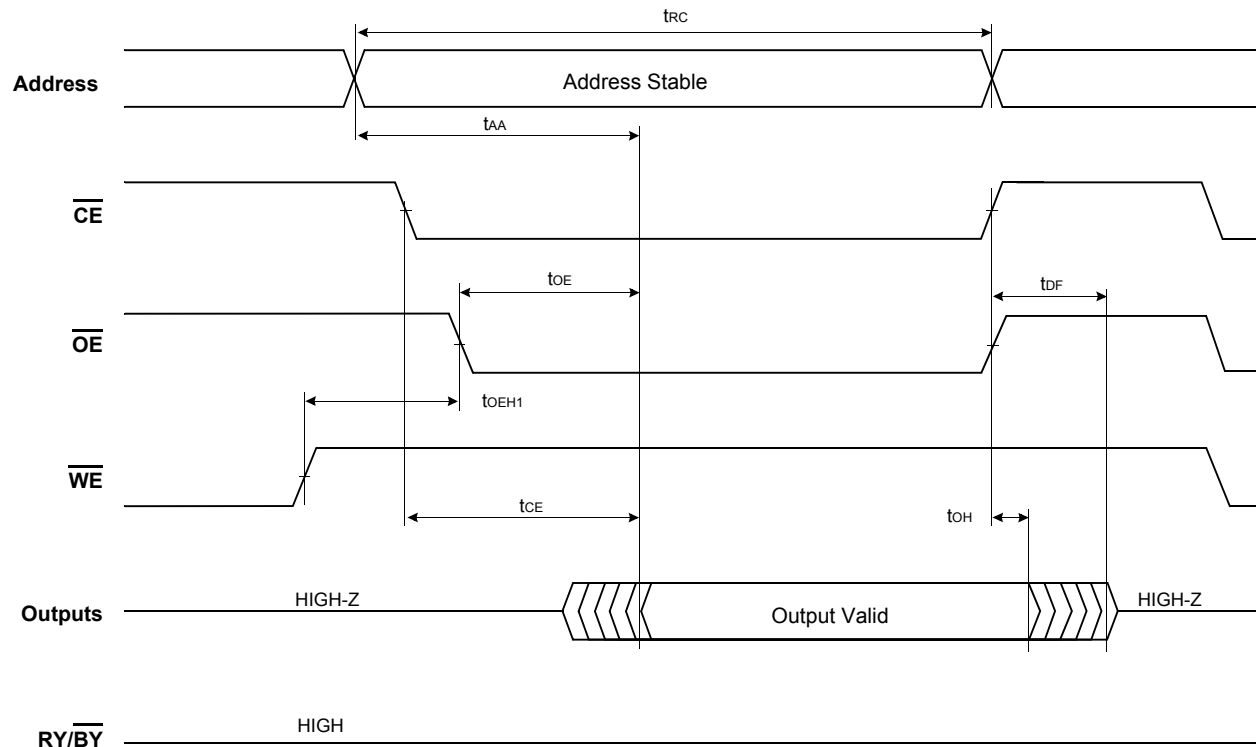 tRC
Address
Address Stable
tAA
CE
tOE
tDF
OE
tOEH1
WE
tCE
tOH
Outputs
HIGH-Z
Output Valid
HIGH-Z
HIGH
RY/BY